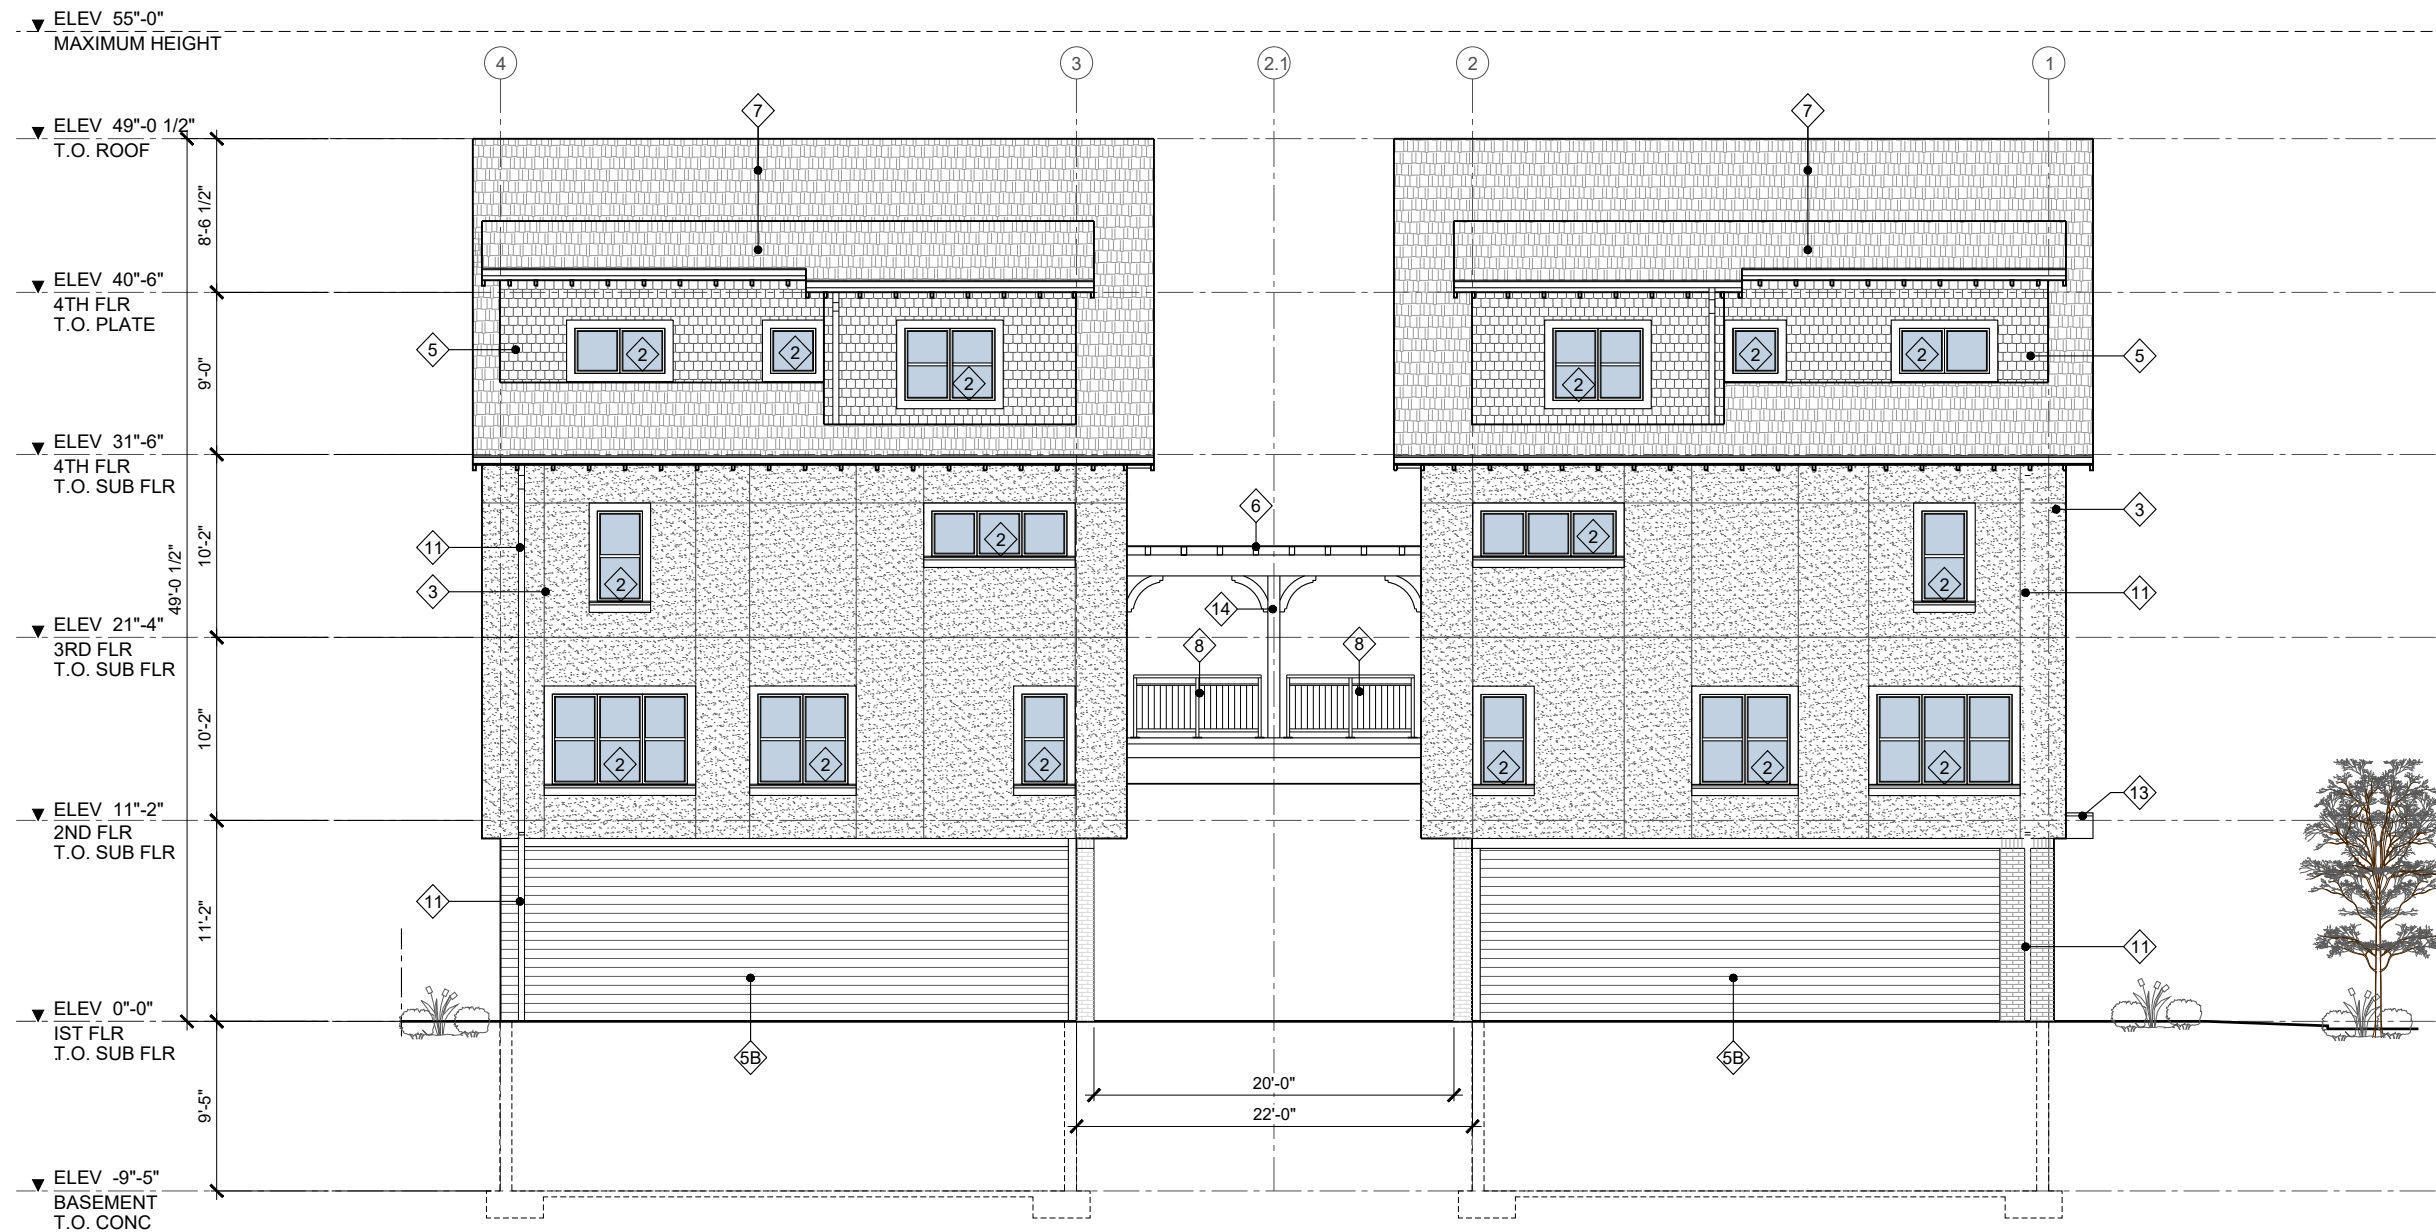 ELEV 55"-0"
MAXIMUM HEIGHT
4
3
2.1
2
1
7
7
ELEV 49"-0 1/2"
T.O. ROOF
8'-6 1/2"
ELEV 40"-6"
4TH FLR
T.O. PLATE
5
2
2
2
2
2
2
5
9'-0"
ELEV 31"-6"
4TH FLR
T.O. SUB FLR
6
3
11
2
2
2
2
10'-2"
49'-0 1/2"
3
14
11
ELEV 21"-4"
3RD FLR
T.O. SUB FLR
8
8
10'-2"
2
2
2
2
2
2
13
ELEV 11"-2"
2ND FLR
T.O. SUB FLR
11
11'-2"
11
ELEV 0"-0"
IST FLR
T.O. SUB FLR
5B
5B
20'-0"
9'-5"
22'-0"
ELEV -9"-5"
BASEMENT
T.O. CONC